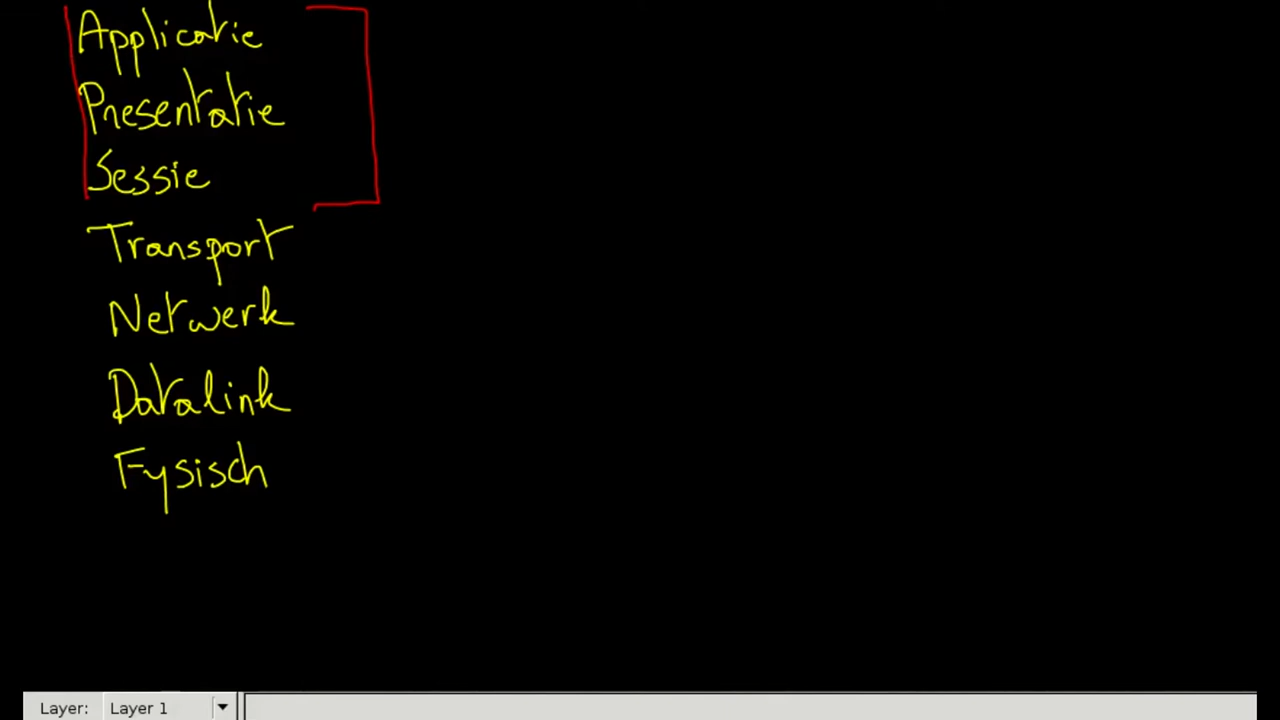 Applicatie
Presentatie
Sessie
Transport
Netwerk
Datalink
Fysisch
Layer: Layer 1